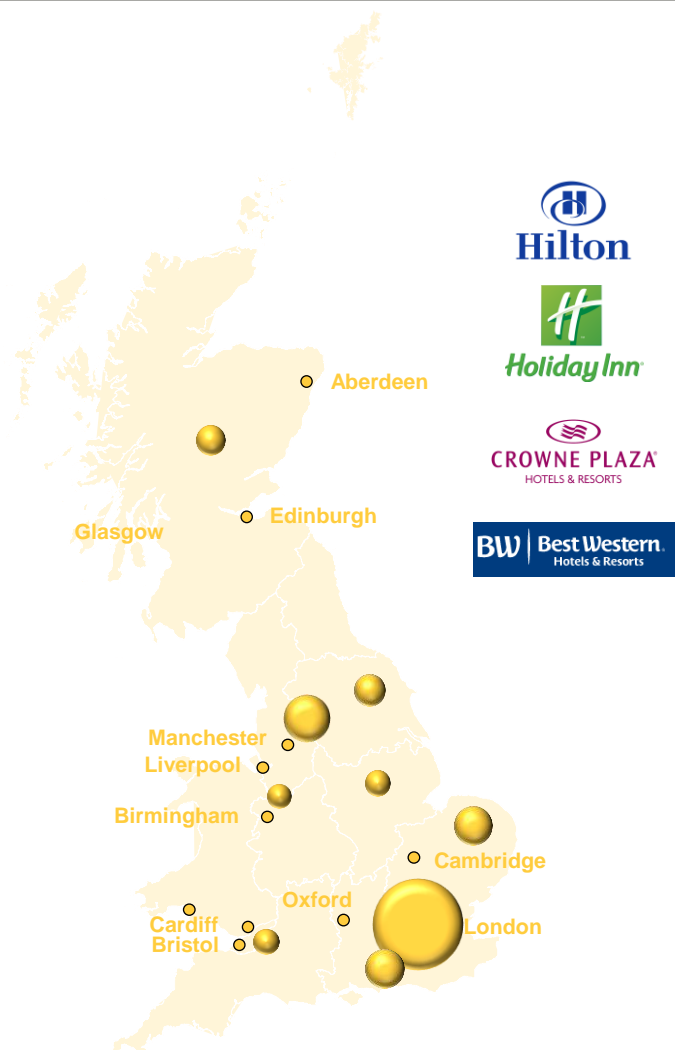 Hilton
H
Holiday Inn
Aberdeen
CROWNE PLAZA
HOTELS & RESORTS
Edinburgh
Glasgow
BW
Best Western
Hotels & Resorts
Manchester
Liverpool
Birmingham
Cambridge
Oxford
Cardiff
London
Bristol